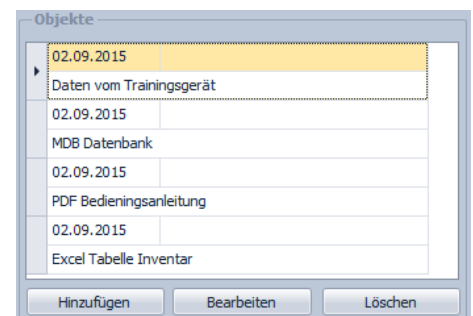 Objekte
02.09.2015
Daten vom Trainingsgerät
02.09.2015
MDB Datenbank
02.09.2015
PDF Bedieningsanleitung
02.09.2015
Excel Tabelle Inventar
Hinzufügen Bearbeiten Löschen